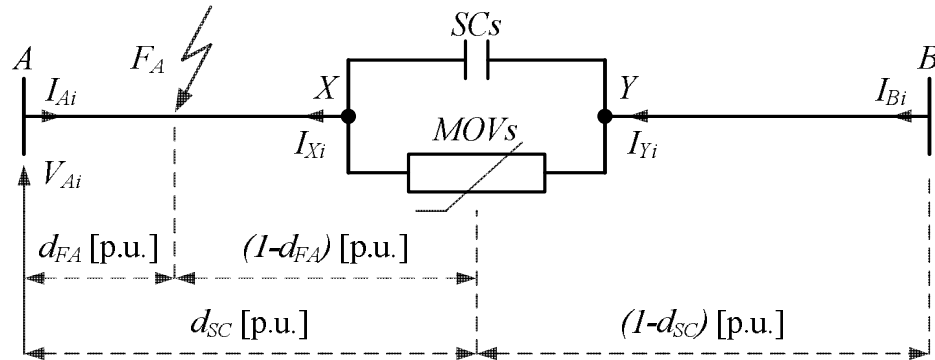 SCs
A
F_A
X
Y
B
I_Ai
I_Bi
I_Xi
MOVs
I_Yi
V_Ai
d_FA [p.u.]
(1-d_FA) [p.u.]
d_SC [p.u.]
(1-d_SC) [p.u.]